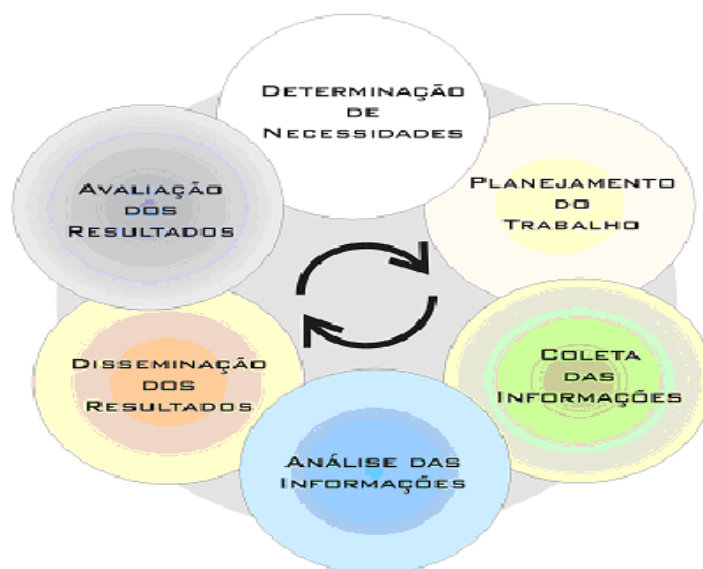 DETERMINAÇÃO
DE
NECESSIDADES
PLANEJAMENTO
DO
TRABALHO
COLETA
DAS
INFORMAÇÕES
ANÁLISE DAS
INFORMAÇÕES
DISSEMINAÇÃO
DOS
RESULTADOS
AVALIAÇÃO
DOS
RESULTADOS